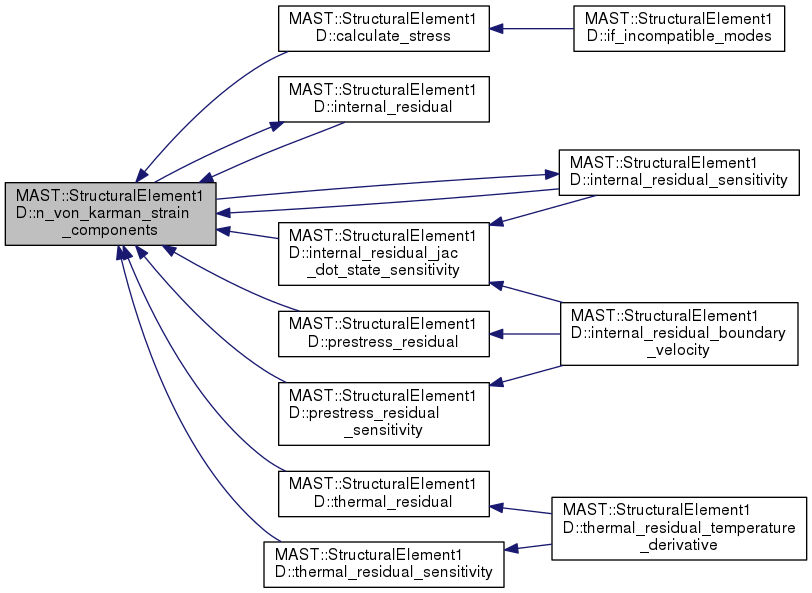 MAST::StructuralElement1
D::n_von_karman_strain
_components
MAST::StructuralElement1
D::calculate_stress
MAST::StructuralElement1
D::if_incompatible_modes
MAST::StructuralElement1
D::internal_residual
MAST::StructuralElement1
D::internal_residual_sensitivity
MAST::StructuralElement1
D::internal_residual_jac
_dot_state_sensitivity
MAST::StructuralElement1
D::internal_residual_boundary
_velocity
MAST::StructuralElement1
D::prestress_residual
MAST::StructuralElement1
D::prestress_residual
_sensitivity
MAST::StructuralElement1
D::thermal_residual
MAST::StructuralElement1
D::thermal_residual_temperature
_derivative
MAST::StructuralElement1
D::thermal_residual_sensitivity